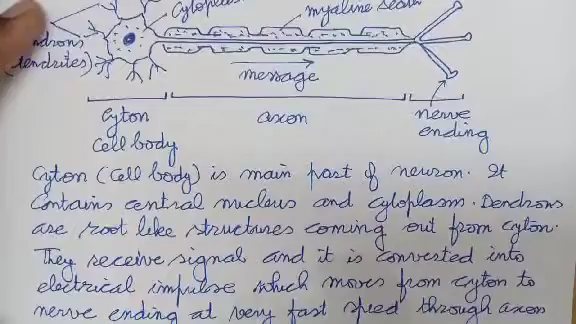 Cytoplasm
myaline sheath
ndrons
(dendrites)
message
Cyton
Cell body
axon
nerve
ending
Cyton (Cell body) is main part of neuron. It
Contains central nucleus and cytoplasm. Dendrons
are root like structures coming out from cyton.
They receive signal and it is converted into
electrical impulse which moves from cyton to
nerve ending at very fast speed through axon